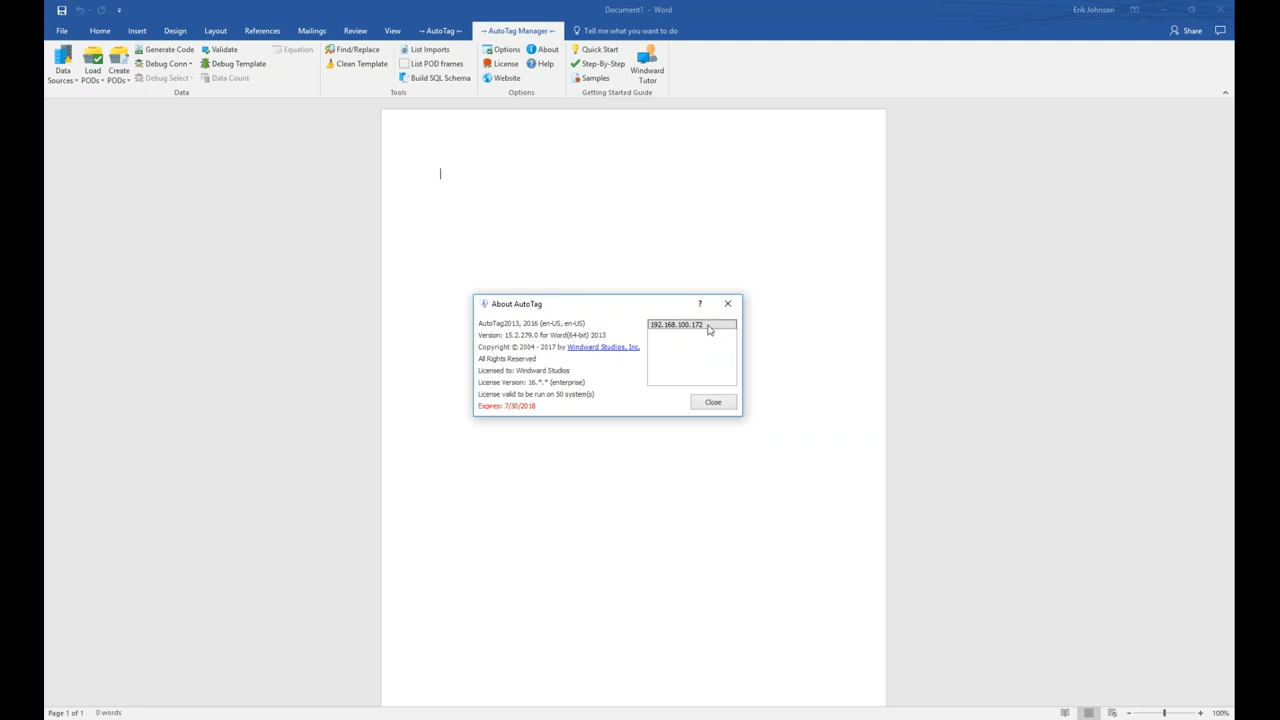 Document1 - Word
Erik Johnson
File Home Insert Design Layout References Mailings Review View → AutoTag ← → AutoTag Manager ← Tell me what you want to do Share
Data Sources
Load PODs
Create PODs
Generate Code
Debug Conn
Debug Select
Validate
Debug Template
Data Count
Equation
Data
Find/Replace
Clean Template
List Imports
List POD frames
Build SQL Schema
Tools
Options
License
Website
About
Help
Options
Quick Start
Step-By-Step
Samples
Windward Tutor
Getting Started Guide
About AutoTag
?
AutoTag2013, 2016 (en-US, en-US)
Version: 15.2.279.0 for Word(64-bit) 2013
Copyright © 2004 - 2017 by Windward Studios, Inc.
All Rights Reserved
Licensed to: Windward Studios
License Version: 16.*.* (enterprise)
License valid to be run on 50 system(s)
Expires: 7/30/2018
192.168.100.172
Close
Page 1 of 1 0 words
100%